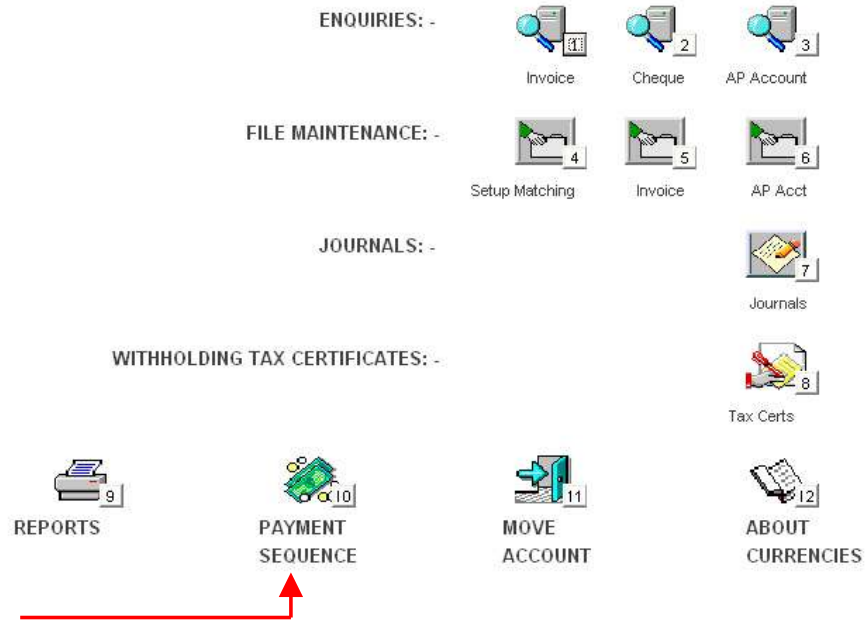 ENQUIRIES: -
1 2 3
Invoice Cheque AP Account
FILE MAINTENANCE: -
4 5 6
Setup Matching Invoice AP Acct
JOURNALS: -
7
Journals
WITHHOLDING TAX CERTIFICATES: -
8
Tax Certs
9 10 11 12
REPORTS PAYMENT MOVE ABOUT
SEQUENCE ACCOUNT CURRENCIES